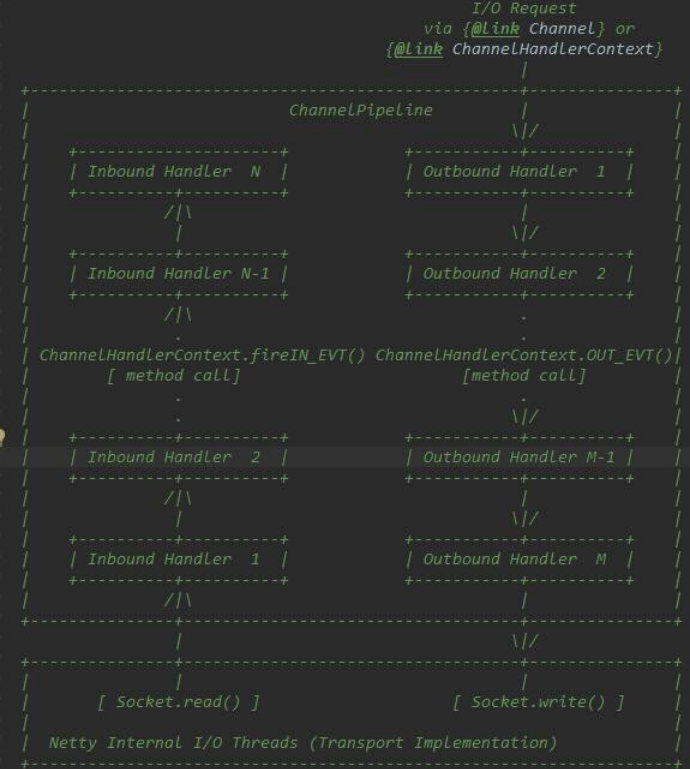 I/O Request
via {@link Channel} or
{@link ChannelHandlerContext}
|
+---------------------------------------------------+---------------+
|                           ChannelPipeline         |               |
|                                                  \|/              |
|    +---------------------+            +-----------+----------+    |
|    | Inbound Handler  N  |            | Outbound Handler  1  |    |
|    +----------+----------+            +-----------+----------+    |
|              /|\                                  |               |
|               |                                  \|/              |
|    +----------+----------+            +-----------+----------+    |
|    | Inbound Handler N-1 |            | Outbound Handler  2  |    |
|    +----------+----------+            +-----------+----------+    |
|              /|\                                  .               |
|               .                                   .               |
| ChannelHandlerContext.fireIN_EVT() ChannelHandlerContext.OUT_EVT()|
|        [ method call]                       [method call]         |
|               .                                   .               |
|               .                                  \|/              |
|    +----------+----------+            +-----------+----------+    |
|    | Inbound Handler  2  |            | Outbound Handler M-1 |    |
|    +----------+----------+            +-----------+----------+    |
|              /|\                                  |               |
|               |                                  \|/              |
|    +----------+----------+            +-----------+----------+    |
|    | Inbound Handler  1  |            | Outbound Handler  M  |    |
|    +----------+----------+            +-----------+----------+    |
|              /|\                                  |               |
+---------------+-----------------------------------+---------------+
                |                                  \|/
+---------------+-----------------------------------+---------------+
|               |                                   |               |
|       [ Socket.read() ]                    [ Socket.write() ]     |
|                                                                   |
|  Netty Internal I/O Threads (Transport Implementation)            |
+-------------------------------------------------------------------+